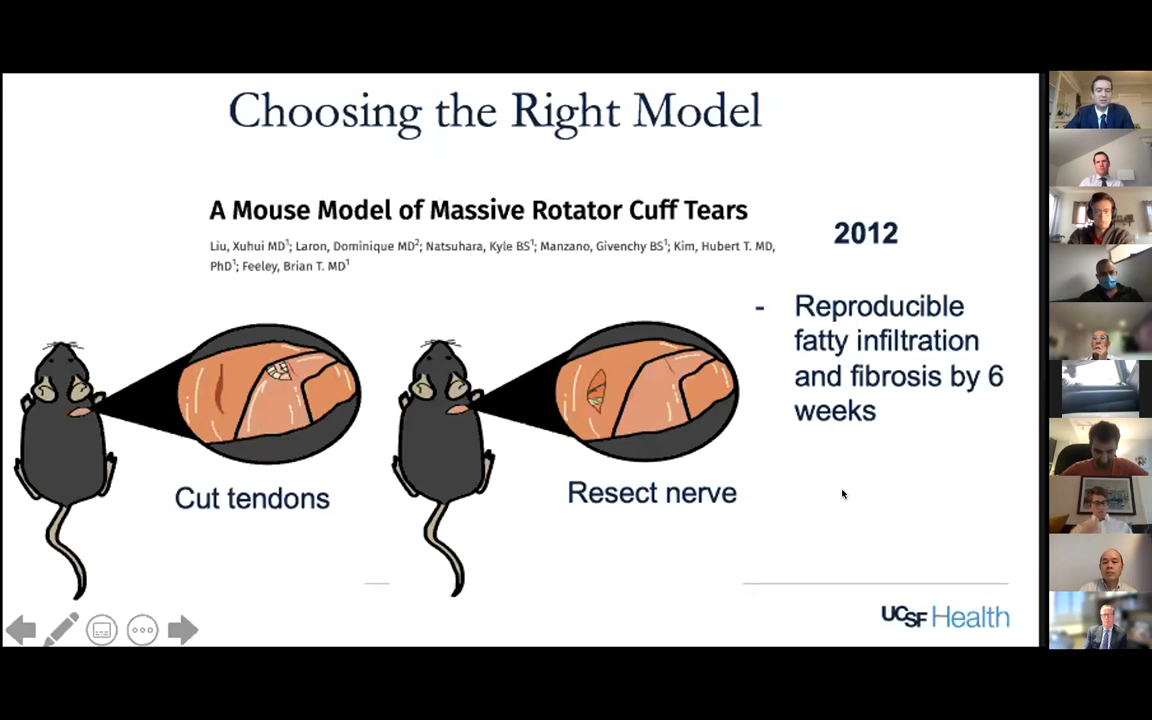 Choosing the Right Model
A Mouse Model of Massive Rotator Cuff Tears
Liu, Xuhui MD1; Laron, Dominique MD2; Natsuhara, Kyle BS1; Manzano, Givenchy BS1; Kim, Hubert T. MD,
PhD1; Feeley, Brian T. MD1
2012
- Reproducible
fatty infiltration
and fibrosis by 6
weeks
Cut tendons
Resect nerve
UCSF Health